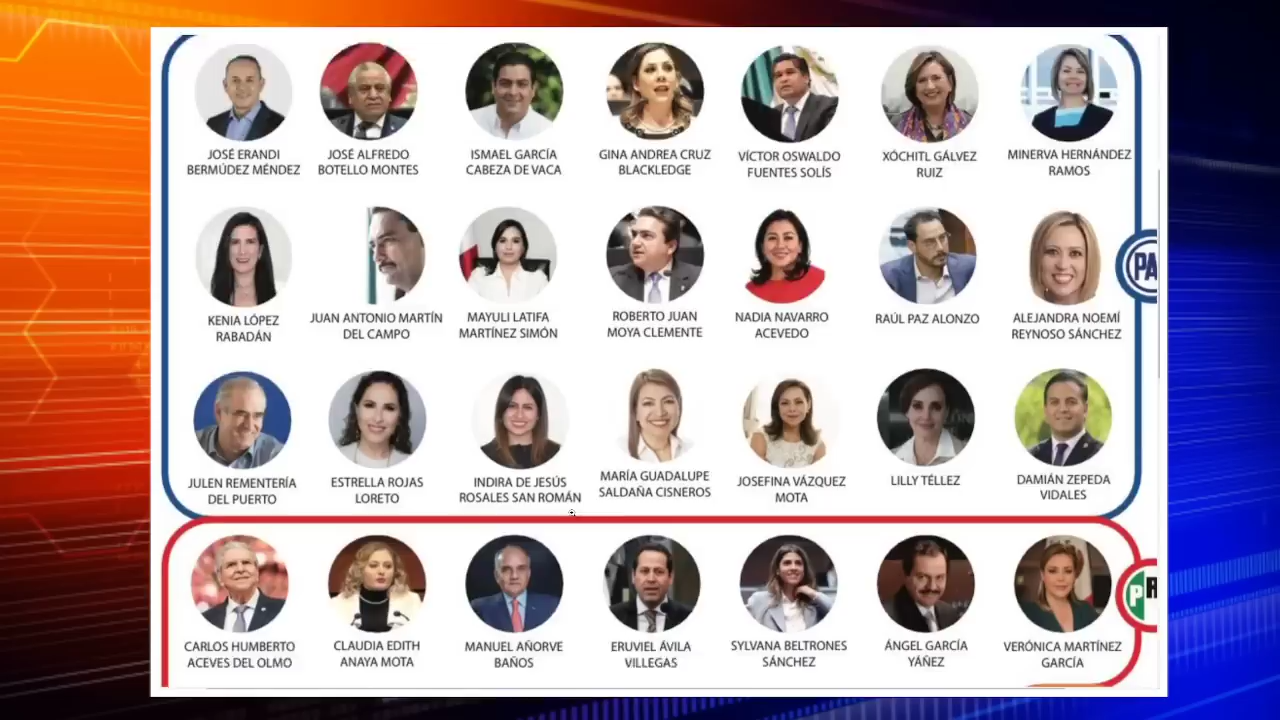 JOSÉ ERANDI
BERMÚDEZ MÉNDEZ
JOSÉ ALFREDO
BOTELLO MONTES
ISMAEL GARCÍA
CABEZA DE VACA
GINA ANDREA CRUZ
BLACKLEDGE
VÍCTOR OSWALDO
FUENTES SOLÍS
XÓCHITL GÁLVEZ
RUIZ
MINERVA HERNÁNDEZ
RAMOS
KENIA LÓPEZ
RABADÁN
JUAN ANTONIO MARTÍN
DEL CAMPO
MAYULI LATIFA
MARTÍNEZ SIMÓN
ROBERTO JUAN
MOYA CLEMENTE
NADIA NAVARRO
ACEVEDO
RAÚL PAZ ALONZO
ALEJANDRA NOEMÍ
REYNOSO SÁNCHEZ
PA
JULEN REMENTERÍA
DEL PUERTO
ESTRELLA ROJAS
LORETO
INDIRA DE JESÚS
ROSALES SAN ROMÁN
MARÍA GUADALUPE
SALDAÑA CISNEROS
JOSEFINA VÁZQUEZ
MOTA
LILLY TÉLLEZ
DAMIÁN ZEPEDA
VIDALES
CARLOS HUMBERTO
ACEVES DEL OLMO
CLAUDIA EDITH
ANAYA MOTA
MANUEL AÑORVE
BAÑOS
ERUVIEL ÁVILA
VILLEGAS
SYLVANA BELTRONES
SÁNCHEZ
ÁNGEL GARCÍA
YÁÑEZ
VERÓNICA MARTÍNEZ
GARCÍA
PR